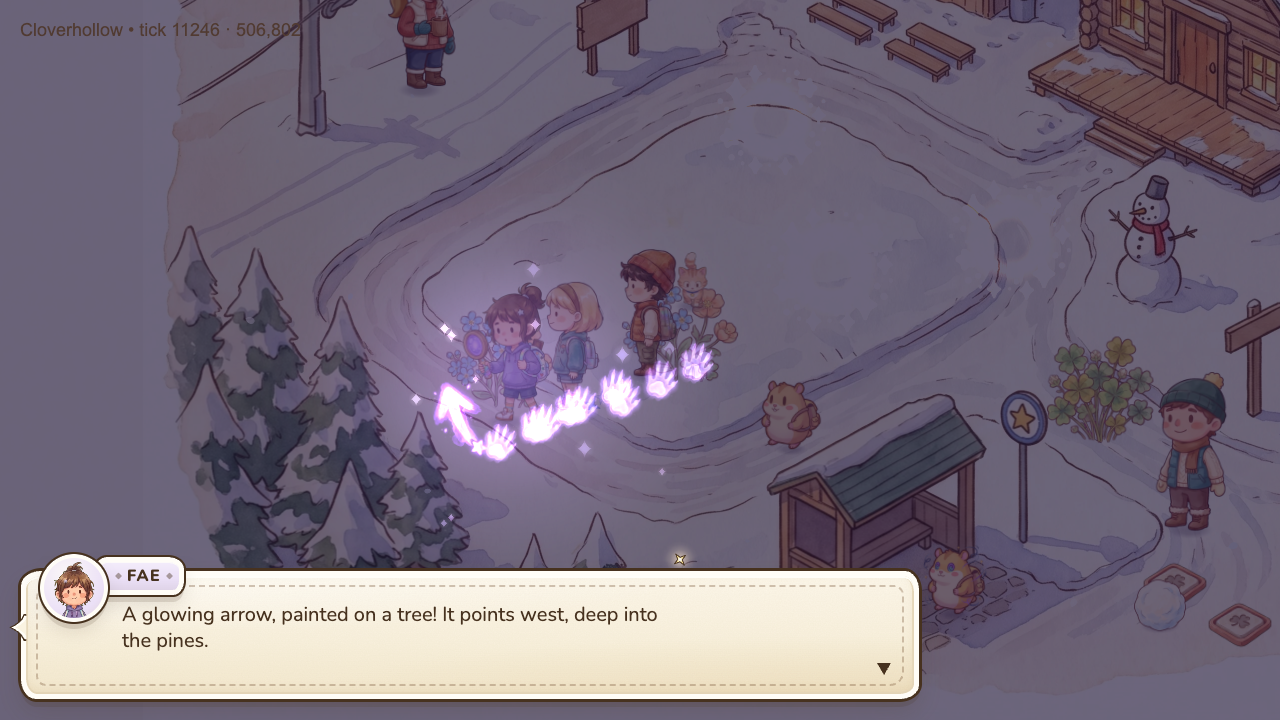 Cloverhollow • tick 11246 · 506,802
FAE
A glowing arrow, painted on a tree! It points west, deep into
the pines.